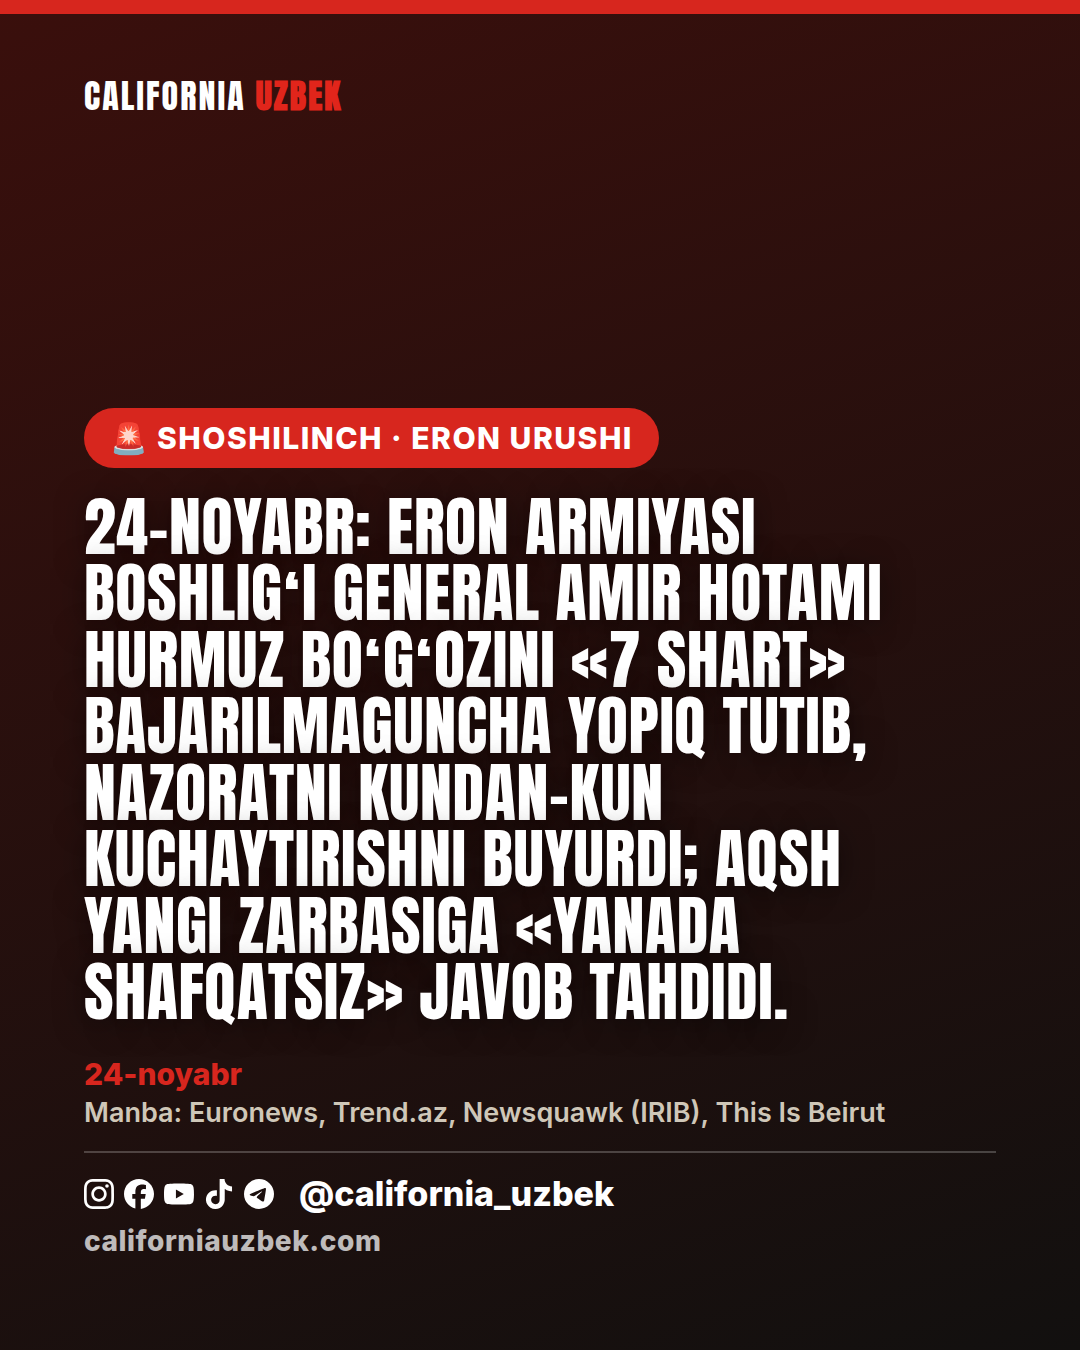 CALIFORNIA UZBEK
🚨 SHOSHILINCH · ERON URUSHI
24-NOYABR: ERON ARMIYASI
BOSHLIG‘I GENERAL AMIR HOTAMI
HURMUZ BO‘G‘OZINI «7 SHART»
BAJARILMAGUNCHA YOPIQ TUTIB,
NAZORATNI KUNDAN-KUN
KUCHAYTIRISHNI BUYURDI; AQSH
YANGI ZARBASIGA «YANADA
SHAFQATSIZ» JAVOB TAHDIDI.
24-noyabr
Manba: Euronews, Trend.az, Newsquawk (IRIB), This Is Beirut
@california_uzbek
californiauzbek.com